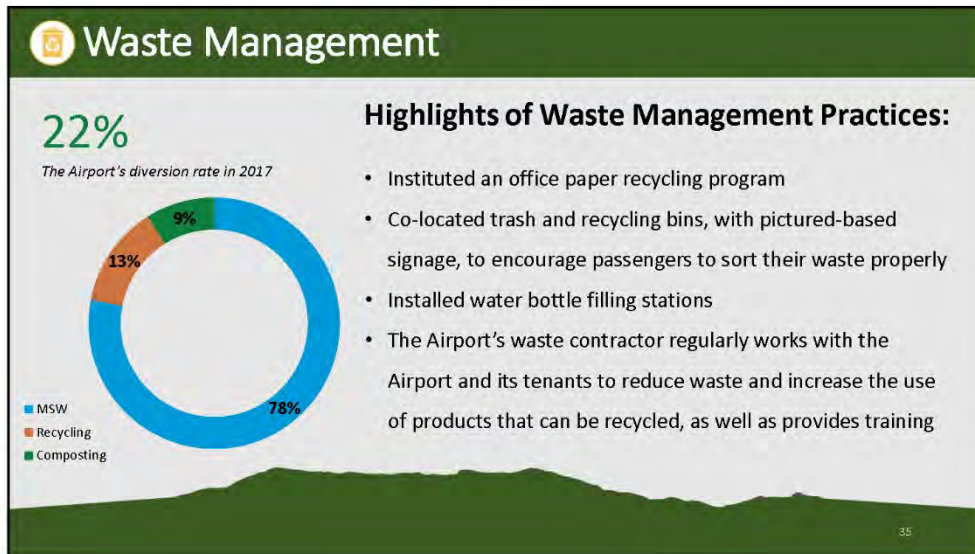 Waste Management
22%
The Airport's diversion rate in 2017
9%
13%
78%
MSW
Recycling
Composting
Highlights of Waste Management Practices:
• Instituted an office paper recycling program
• Co-located trash and recycling bins, with pictured-based
signage, to encourage passengers to sort their waste properly
• Installed water bottle filling stations
• The Airport's waste contractor regularly works with the
Airport and its tenants to reduce waste and increase the use
of products that can be recycled, as well as provides training
35